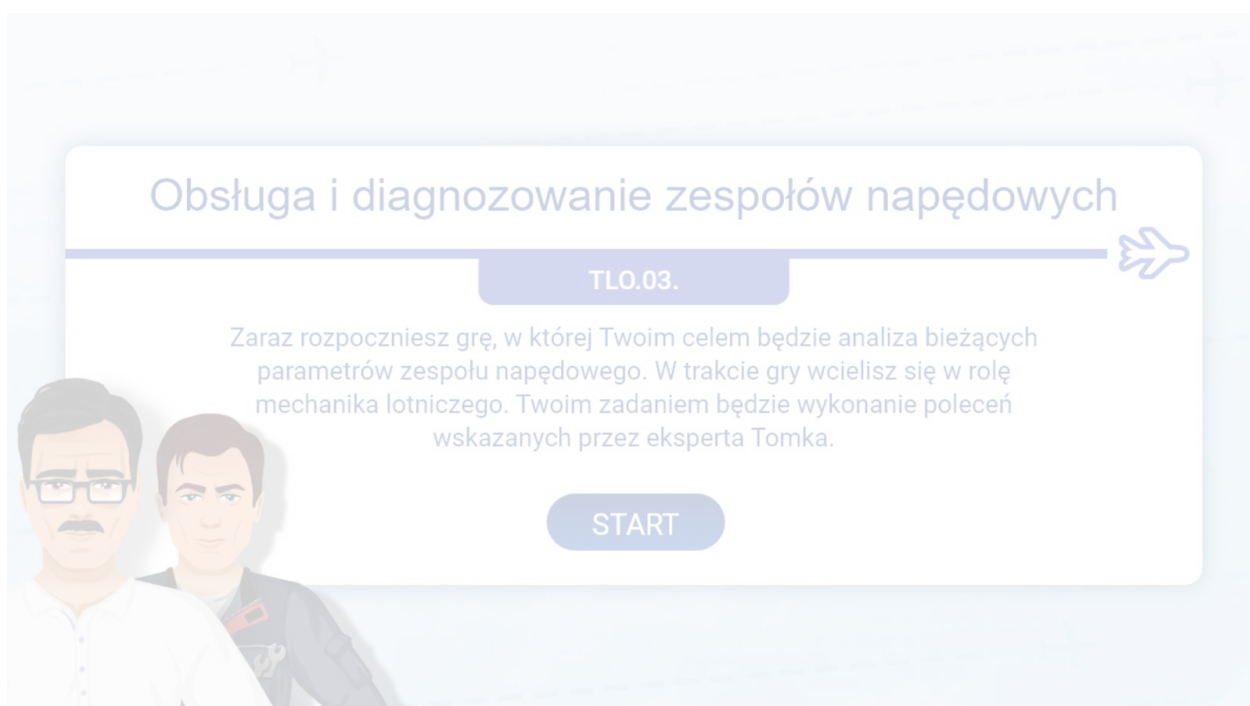 Obsługa i diagnozowanie zespołów napędowych
TLO.03.
Zaraz rozpoczniesz grę, w której Twoim celem będzie analiza bieżących
parametrów zespołu napędowego. W trakcie gry wcielisz się w rolę
mechanika lotniczego. Twoim zadaniem będzie wykonanie poleceń
wskazanych przez eksperta Tomka.
START